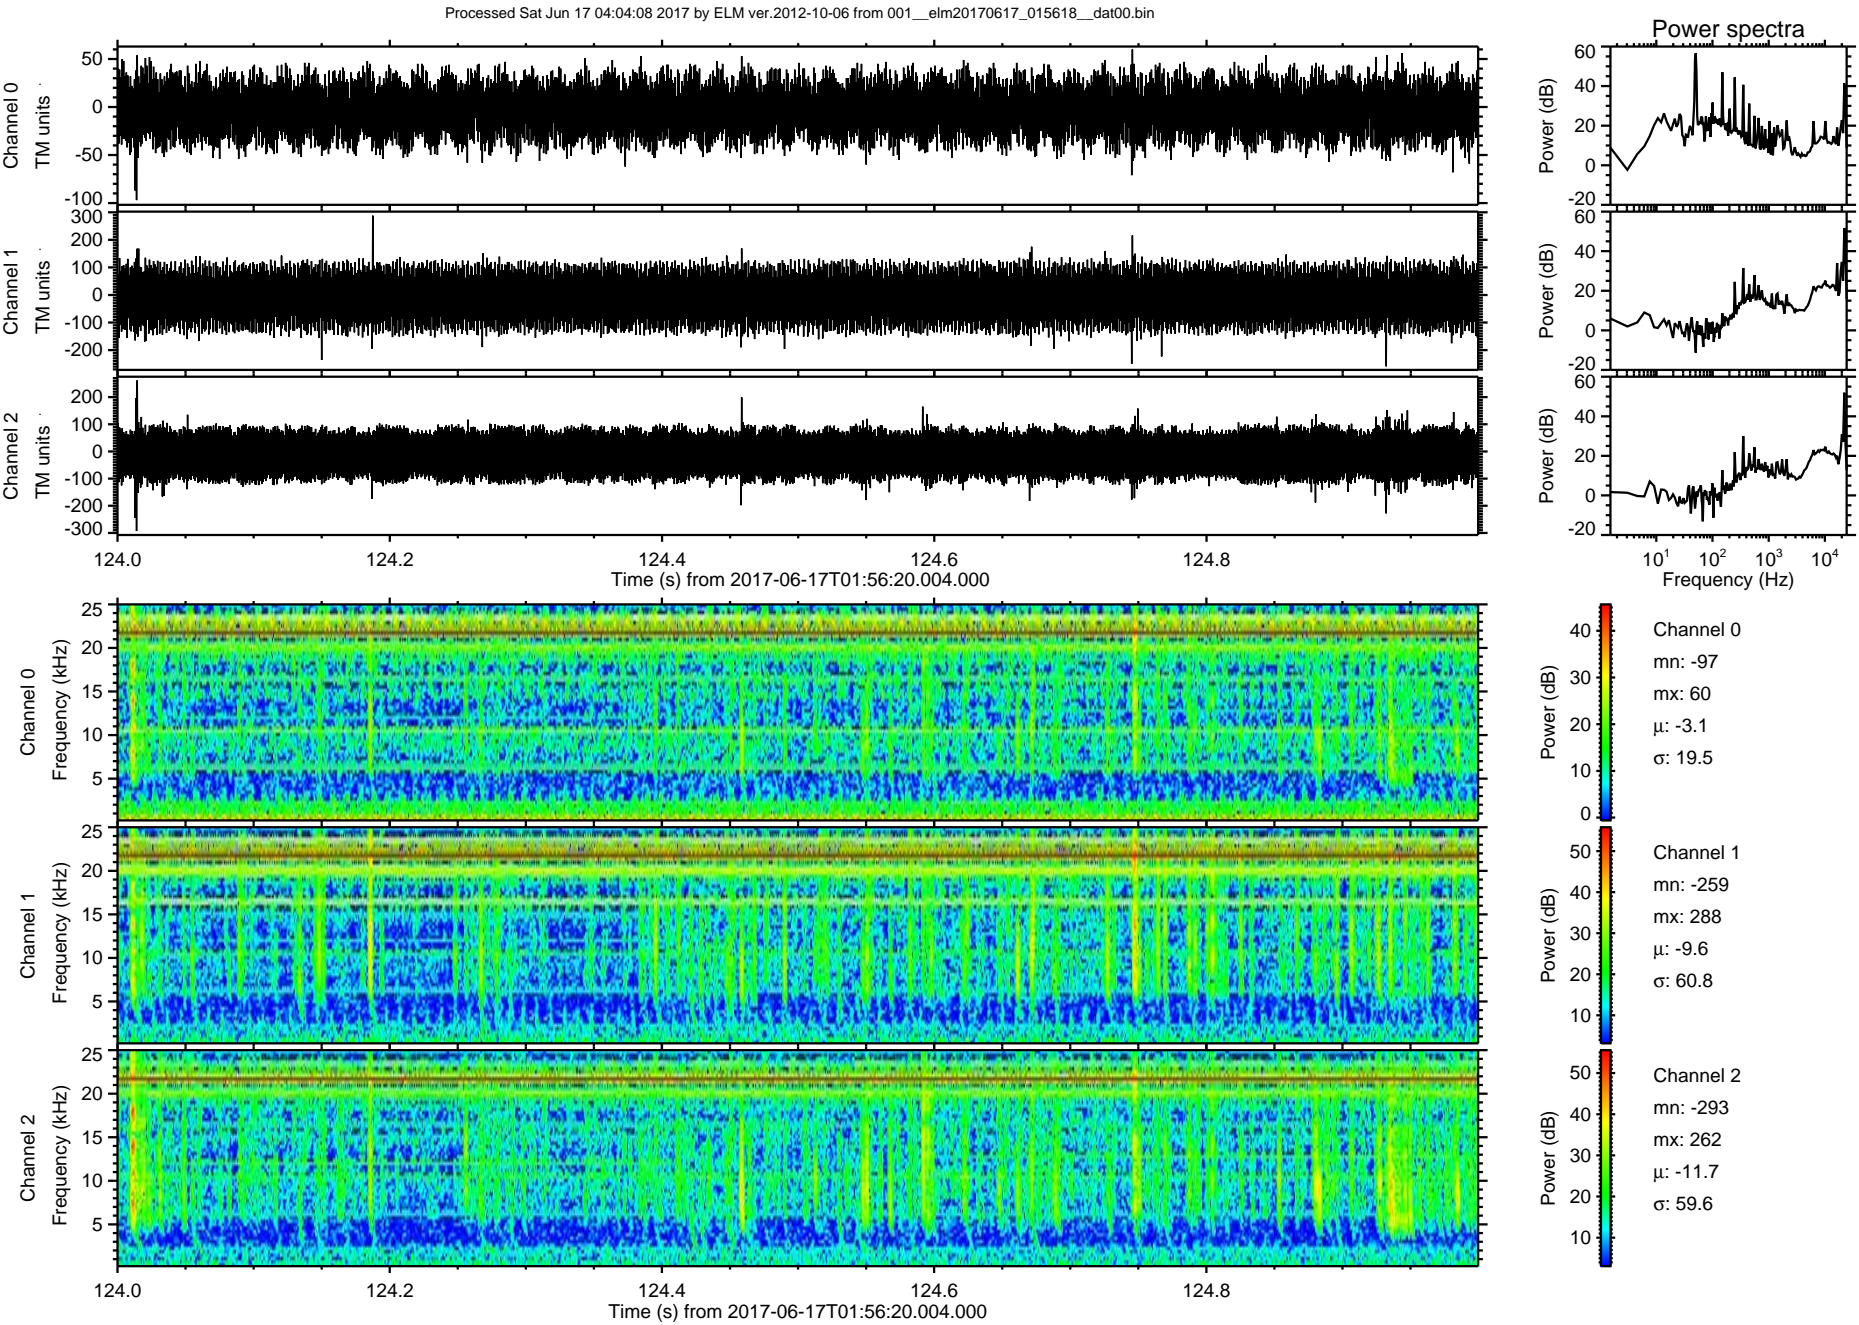 Processed Sat Jun 17 04:04:08 2017 by ELM ver.2012-10-06 from 001__elm20170617_015618__dat00.bin
Power spectra
Channel 0
TM units
50
0
-50
-100
Power (dB)
60
40
20
0
-20
Channel 1
TM units
300
200
100
0
-100
-200
Power (dB)
60
40
20
0
-20
Channel 2
TM units
200
100
0
-100
-200
-300
Power (dB)
60
40
20
0
-20
124.0 124.2 124.4 124.6 124.8
Time (s) from 2017-06-17T01:56:20.004.000
10¹ 10² 10³ 10⁴
Frequency (Hz)
Channel 0
Frequency (kHz)
25
20
15
10
5
Power (dB)
40
30
20
10
0
Channel 0
mn: -97
mx: 60
μ: -3.1
σ: 19.5
Channel 1
Frequency (kHz)
25
20
15
10
5
Power (dB)
50
40
30
20
10
Channel 1
mn: -259
mx: 288
μ: -9.6
σ: 60.8
Channel 2
Frequency (kHz)
25
20
15
10
5
Power (dB)
50
40
30
20
10
Channel 2
mn: -293
mx: 262
μ: -11.7
σ: 59.6
124.0 124.2 124.4 124.6 124.8
Time (s) from 2017-06-17T01:56:20.004.000